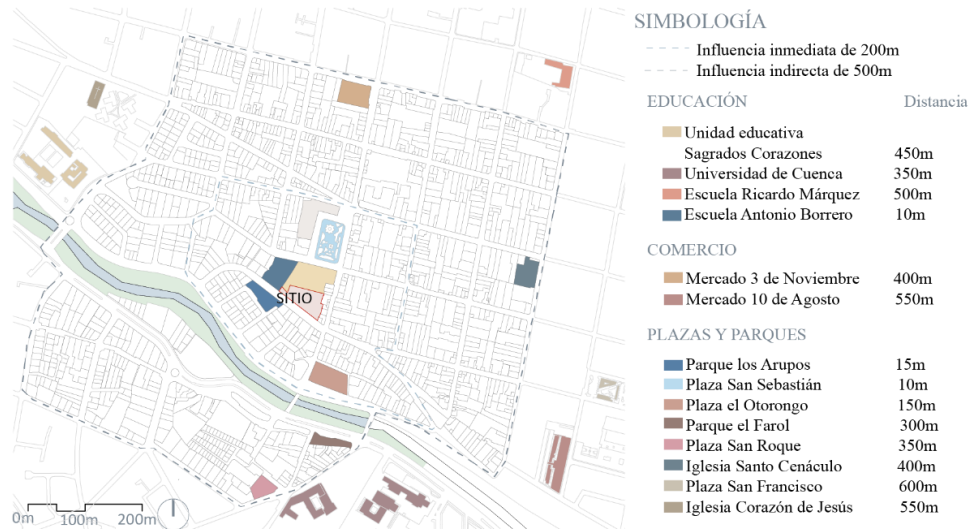 SIMBOLOGÍA
Influencia inmediata de 200m
Influencia indirecta de 500m
EDUCACIÓN Distancia
Unidad educativa
Sagrados Corazones 450m
Universidad de Cuenca 350m
Escuela Ricardo Márquez 500m
Escuela Antonio Borrero 10m
COMERCIO
Mercado 3 de Noviembre 400m
Mercado 10 de Agosto 550m
PLAZAS Y PARQUES
Parque los Arupos 15m
Plaza San Sebastián 10m
Plaza el Otorongo 150m
Parque el Farol 300m
Plaza San Roque 350m
Iglesia Santo Cenáculo 400m
Plaza San Francisco 600m
Iglesia Corazón de Jesús 550m
SITIO
0m 100m 200m